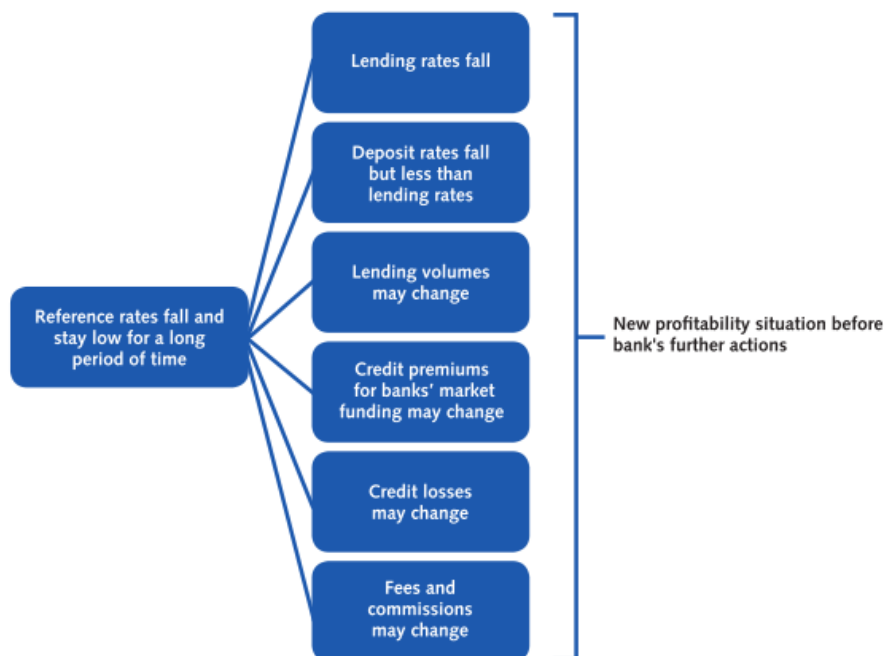 Lending rates fall
Deposit rates fall
but less than
lending rates
Lending volumes
may change
Reference rates fall and
stay low for a long
period of time
New profitability situation before
bank's further actions
Credit premiums
for banks’ market
funding may change
Credit losses
may change
Fees and
commissions
may change